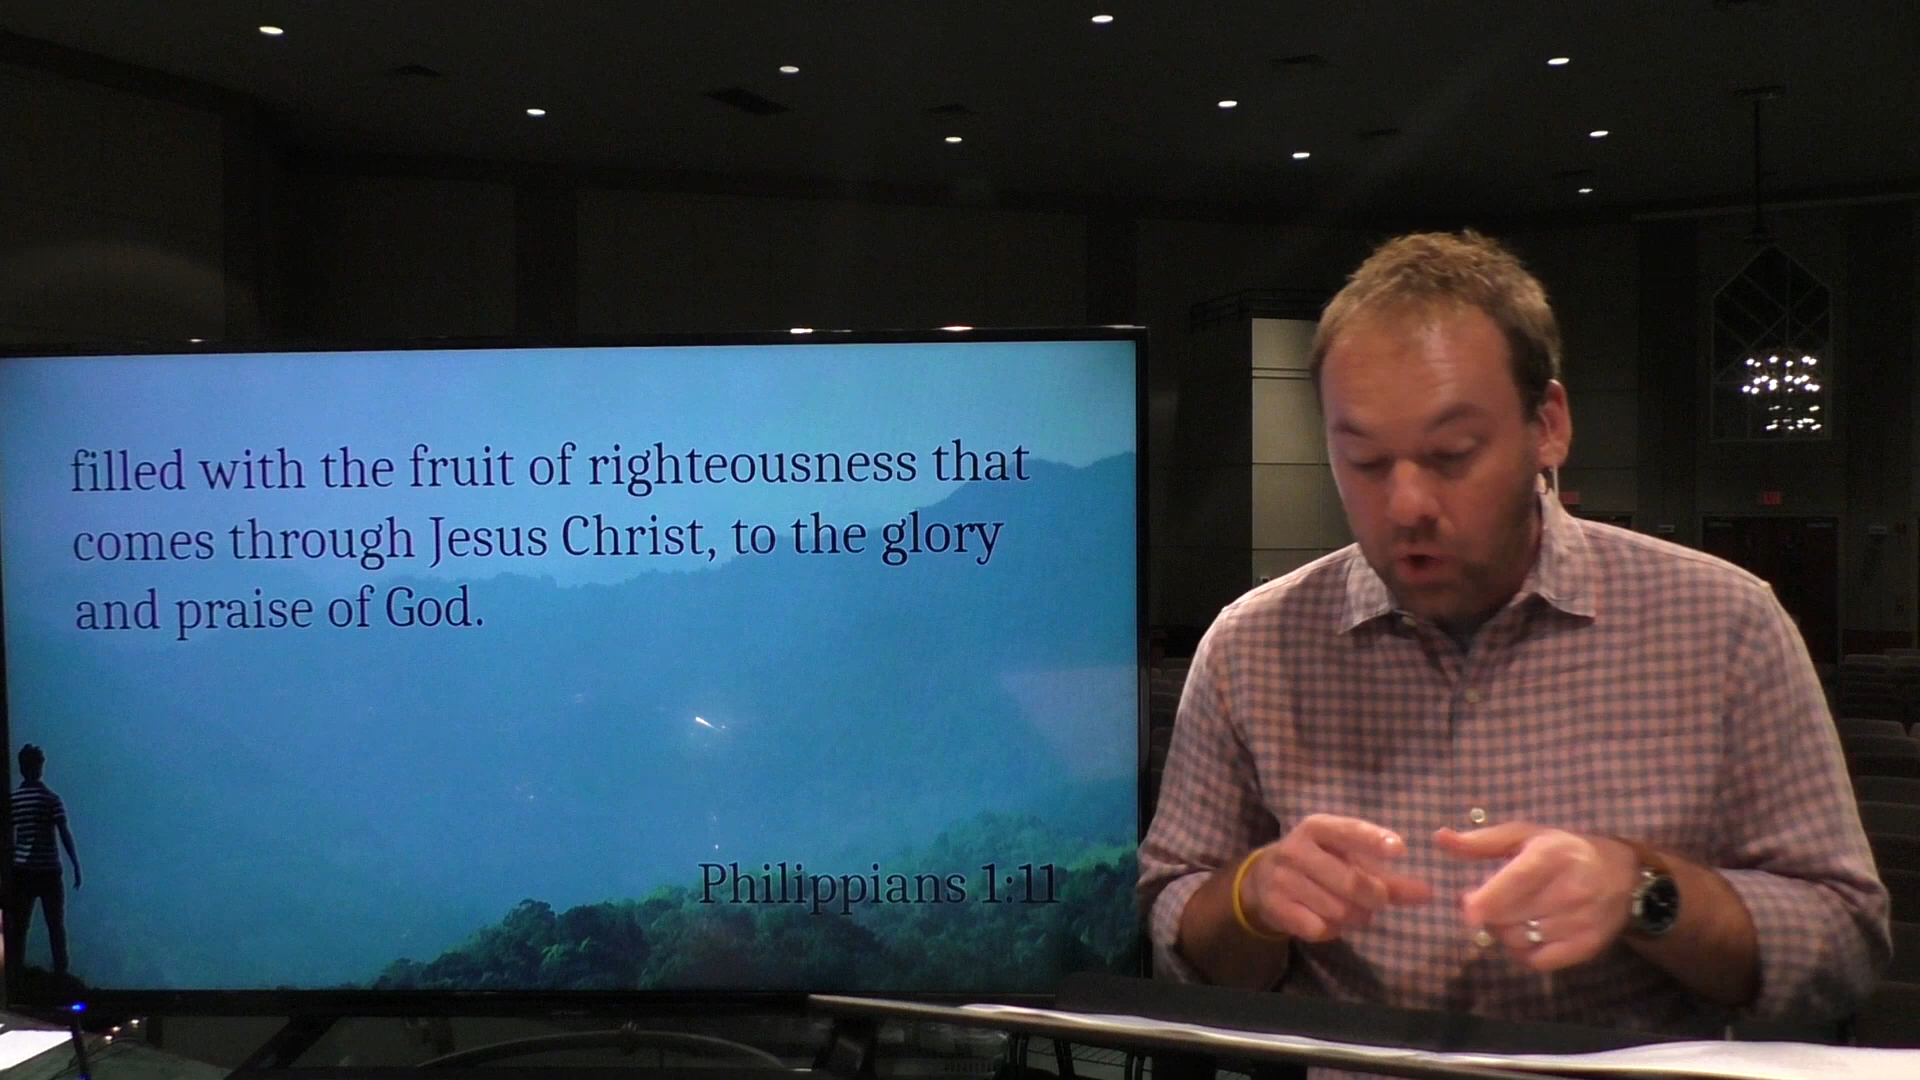 filled with the fruit of righteousness that
comes through Jesus Christ, to the glory
and praise of God.
Philippians 1:11